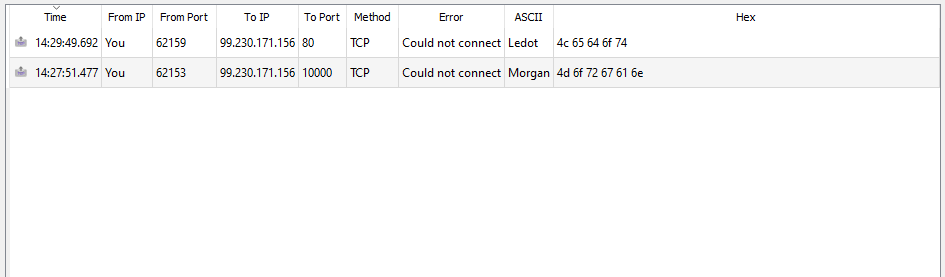 Time From IP From Port To IP To Port Method Error ASCII Hex
14:29:49.692 You 62159 99.230.171.156 80 TCP Could not connect Ledot 4c 65 64 6f 74
14:27:51.477 You 62153 99.230.171.156 10000 TCP Could not connect Morgan 4d 6f 72 67 61 6e